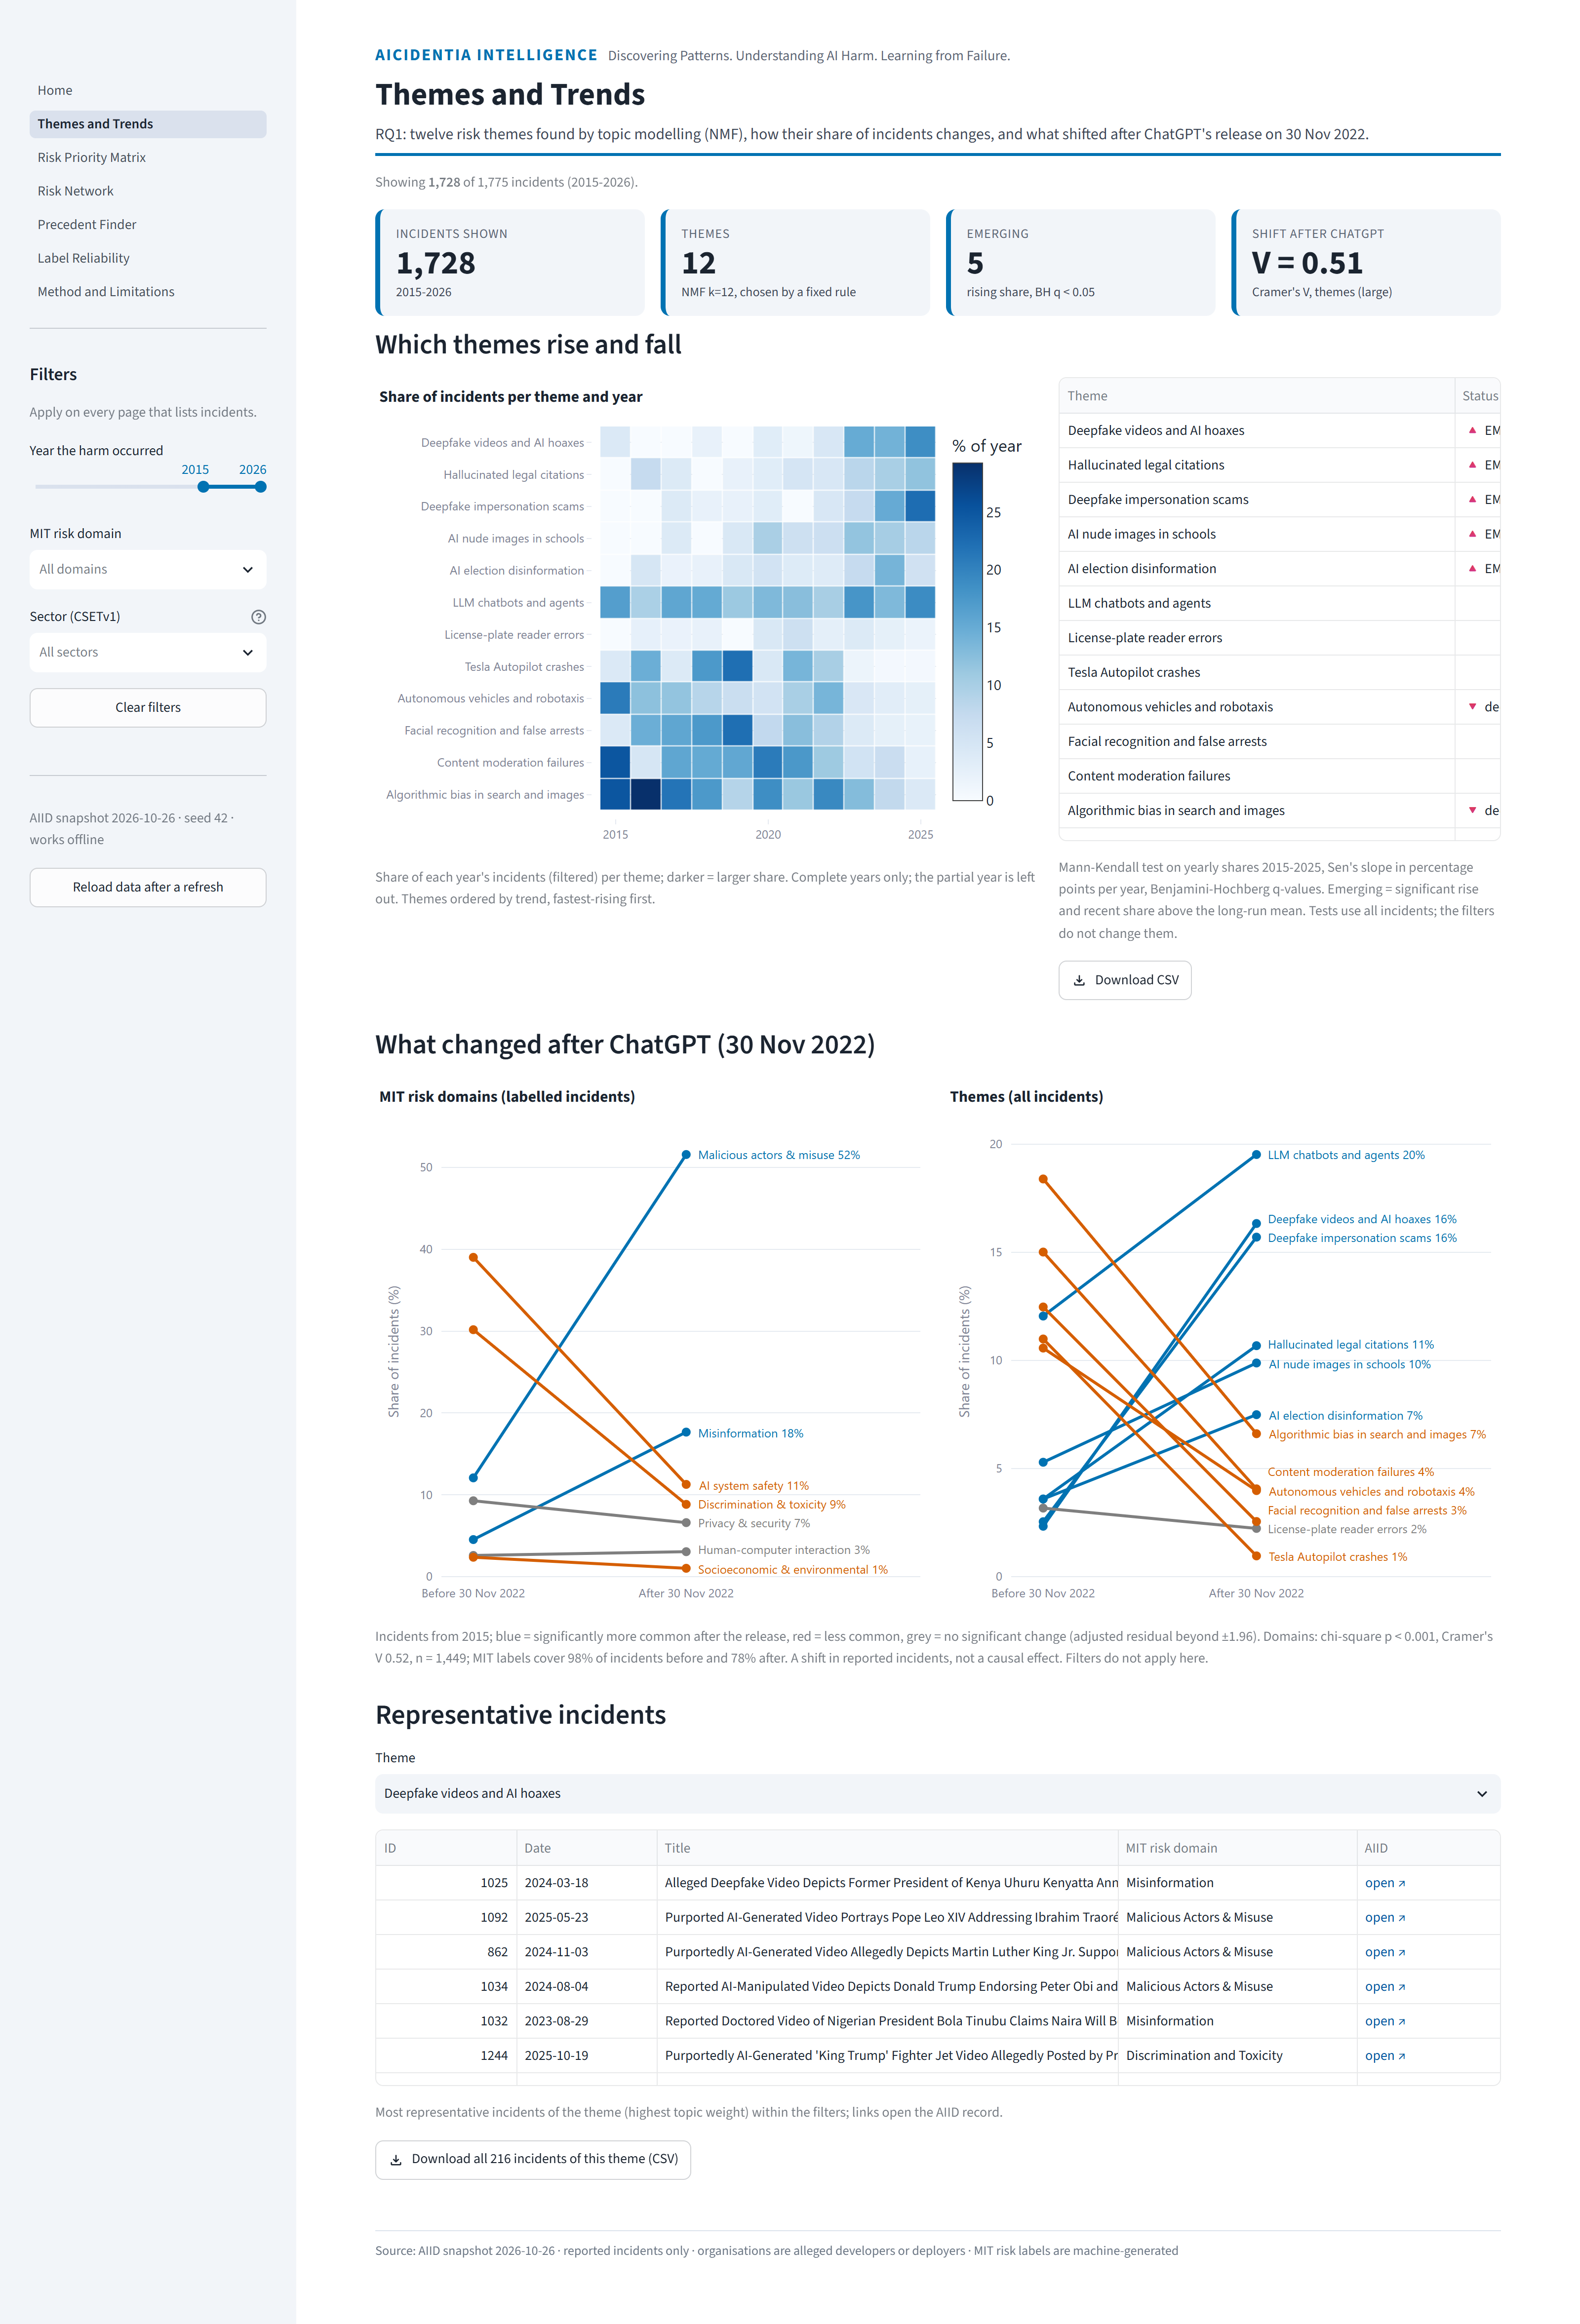 Home
Themes and Trends
Risk Priority Matrix
Risk Network
Precedent Finder
Label Reliability
Method and Limitations
Filters
Apply on every page that lists incidents.
Year the harm occurred
2015 2026
MIT risk domain
All domains
Sector (CSETv1)
All sectors
Clear filters
AIID snapshot 2026-10-26 · seed 42 ·
works offline
Reload data after a refresh
AICIDENTIA INTELLIGENCE Discovering Patterns. Understanding AI Harm. Learning from Failure.
Themes and Trends
RQ1: twelve risk themes found by topic modelling (NMF), how their share of incidents changes, and what shifted after ChatGPT's release on 30 Nov 2022.
Showing 1,728 of 1,775 incidents (2015-2026).
INCIDENTS SHOWN
1,728
2015-2026
THEMES
12
NMF k=12, chosen by a fixed rule
EMERGING
5
rising share, BH q < 0.05
SHIFT AFTER CHATGPT
V = 0.51
Cramer's V, themes (large)
Which themes rise and fall
Share of incidents per theme and year
Deepfake videos and AI hoaxes
Hallucinated legal citations
Deepfake impersonation scams
AI nude images in schools
AI election disinformation
LLM chatbots and agents
License-plate reader errors
Tesla Autopilot crashes
Autonomous vehicles and robotaxis
Facial recognition and false arrests
Content moderation failures
Algorithmic bias in search and images
2015 2020 2025
% of year
25
20
15
10
5
0
Share of each year's incidents (filtered) per theme; darker = larger share. Complete years only; the partial year is left
out. Themes ordered by trend, fastest-rising first.
Theme Status
Deepfake videos and AI hoaxes ▲ EM
Hallucinated legal citations ▲ EM
Deepfake impersonation scams ▲ EM
AI nude images in schools ▲ EM
AI election disinformation ▲ EM
LLM chatbots and agents
License-plate reader errors
Tesla Autopilot crashes
Autonomous vehicles and robotaxis ▼ de
Facial recognition and false arrests
Content moderation failures
Algorithmic bias in search and images ▼ de
Mann-Kendall test on yearly shares 2015-2025, Sen's slope in percentage
points per year, Benjamini-Hochberg q-values. Emerging = significant rise
and recent share above the long-run mean. Tests use all incidents; the filters
do not change them.
Download CSV
What changed after ChatGPT (30 Nov 2022)
MIT risk domains (labelled incidents)
Share of incidents (%)
50
40
30
20
10
0
Before 30 Nov 2022 After 30 Nov 2022
Malicious actors & misuse 52%
Misinformation 18%
AI system safety 11%
Discrimination & toxicity 9%
Privacy & security 7%
Human-computer interaction 3%
Socioeconomic & environmental 1%
Themes (all incidents)
Share of incidents (%)
20
15
10
5
0
Before 30 Nov 2022 After 30 Nov 2022
LLM chatbots and agents 20%
Deepfake videos and AI hoaxes 16%
Deepfake impersonation scams 16%
Hallucinated legal citations 11%
AI nude images in schools 10%
AI election disinformation 7%
Algorithmic bias in search and images 7%
Content moderation failures 4%
Autonomous vehicles and robotaxis 4%
Facial recognition and false arrests 3%
License-plate reader errors 2%
Tesla Autopilot crashes 1%
Incidents from 2015; blue = significantly more common after the release, red = less common, grey = no significant change (adjusted residual beyond ±1.96). Domains: chi-square p < 0.001, Cramer's
V 0.52, n = 1,449; MIT labels cover 98% of incidents before and 78% after. A shift in reported incidents, not a causal effect. Filters do not apply here.
Representative incidents
Theme
Deepfake videos and AI hoaxes
ID Date Title MIT risk domain AIID
1025 2024-03-18 Alleged Deepfake Video Depicts Former President of Kenya Uhuru Kenyatta Ann Misinformation open ↗
1092 2025-05-23 Purported AI-Generated Video Portrays Pope Leo XIV Addressing Ibrahim Traoré Malicious Actors & Misuse open ↗
862 2024-11-03 Purportedly AI-Generated Video Allegedly Depicts Martin Luther King Jr. Suppor Malicious Actors & Misuse open ↗
1034 2024-08-04 Reported AI-Manipulated Video Depicts Donald Trump Endorsing Peter Obi and Malicious Actors & Misuse open ↗
1032 2023-08-29 Reported Doctored Video of Nigerian President Bola Tinubu Claims Naira Will B Misinformation open ↗
1244 2025-10-19 Purportedly AI-Generated 'King Trump' Fighter Jet Video Allegedly Posted by Pr Discrimination and Toxicity open ↗
Most representative incidents of the theme (highest topic weight) within the filters; links open the AIID record.
Download all 216 incidents of this theme (CSV)
Source: AIID snapshot 2026-10-26 · reported incidents only · organisations are alleged developers or deployers · MIT risk labels are machine-generated